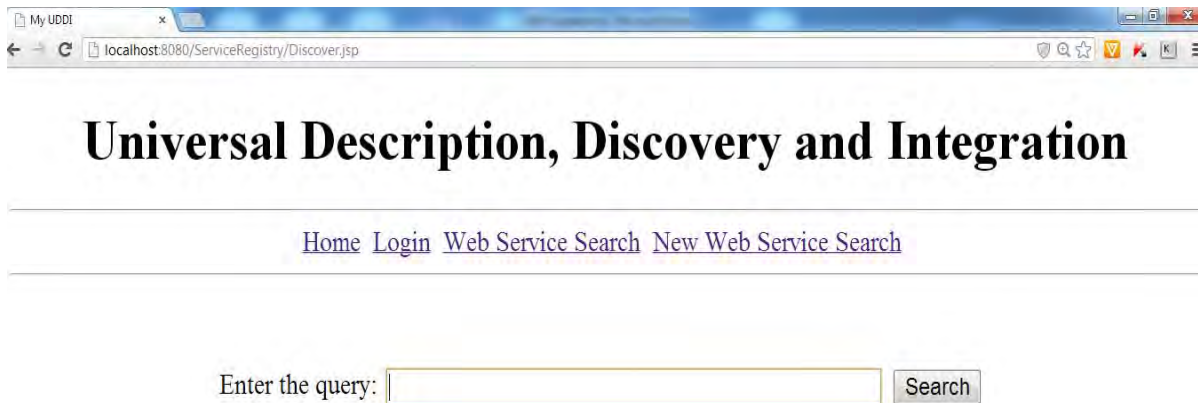 My UDDI
localhost:8080/ServiceRegistry/Discover.jsp
Universal Description, Discovery and Integration
Home Login Web Service Search New Web Service Search
Enter the query: Search